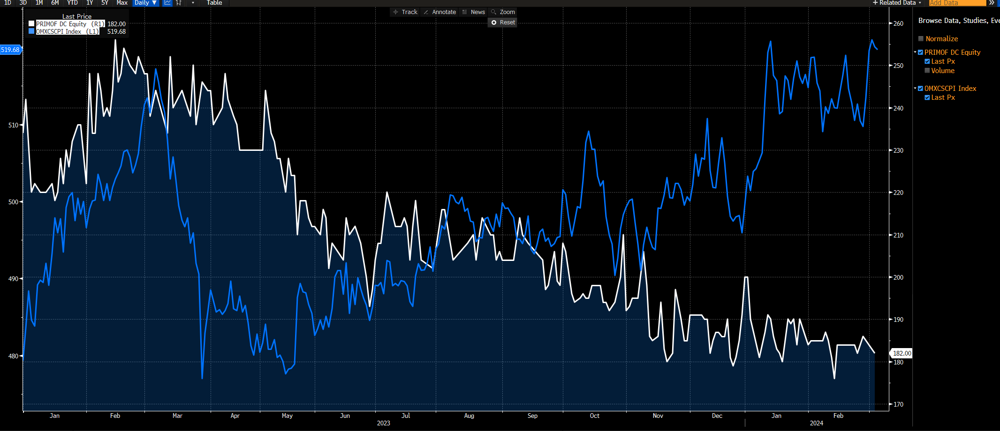 1D 3D 1M 6M YTD 1Y 5Y Max Daily ▼ Table + Related Data Add Data »
Track Annotate News Zoom
Reset
Last Price
PRIMOF DC Equity (R1) 182.00
OMXCSCPI Index (L1) 519.68
519.68
510
500
490
480
260
250
240
230
220
210
200
190
182.00
180
170
Jan Feb Mar Apr May Jun Jul Aug Sep Oct Nov Dec Jan Feb
2023 2024
Browse Data, Studies, Eve
Normalize
PRIMOF DC Equity
Last Px
Volume
OMXCSCPI Index
Last Px